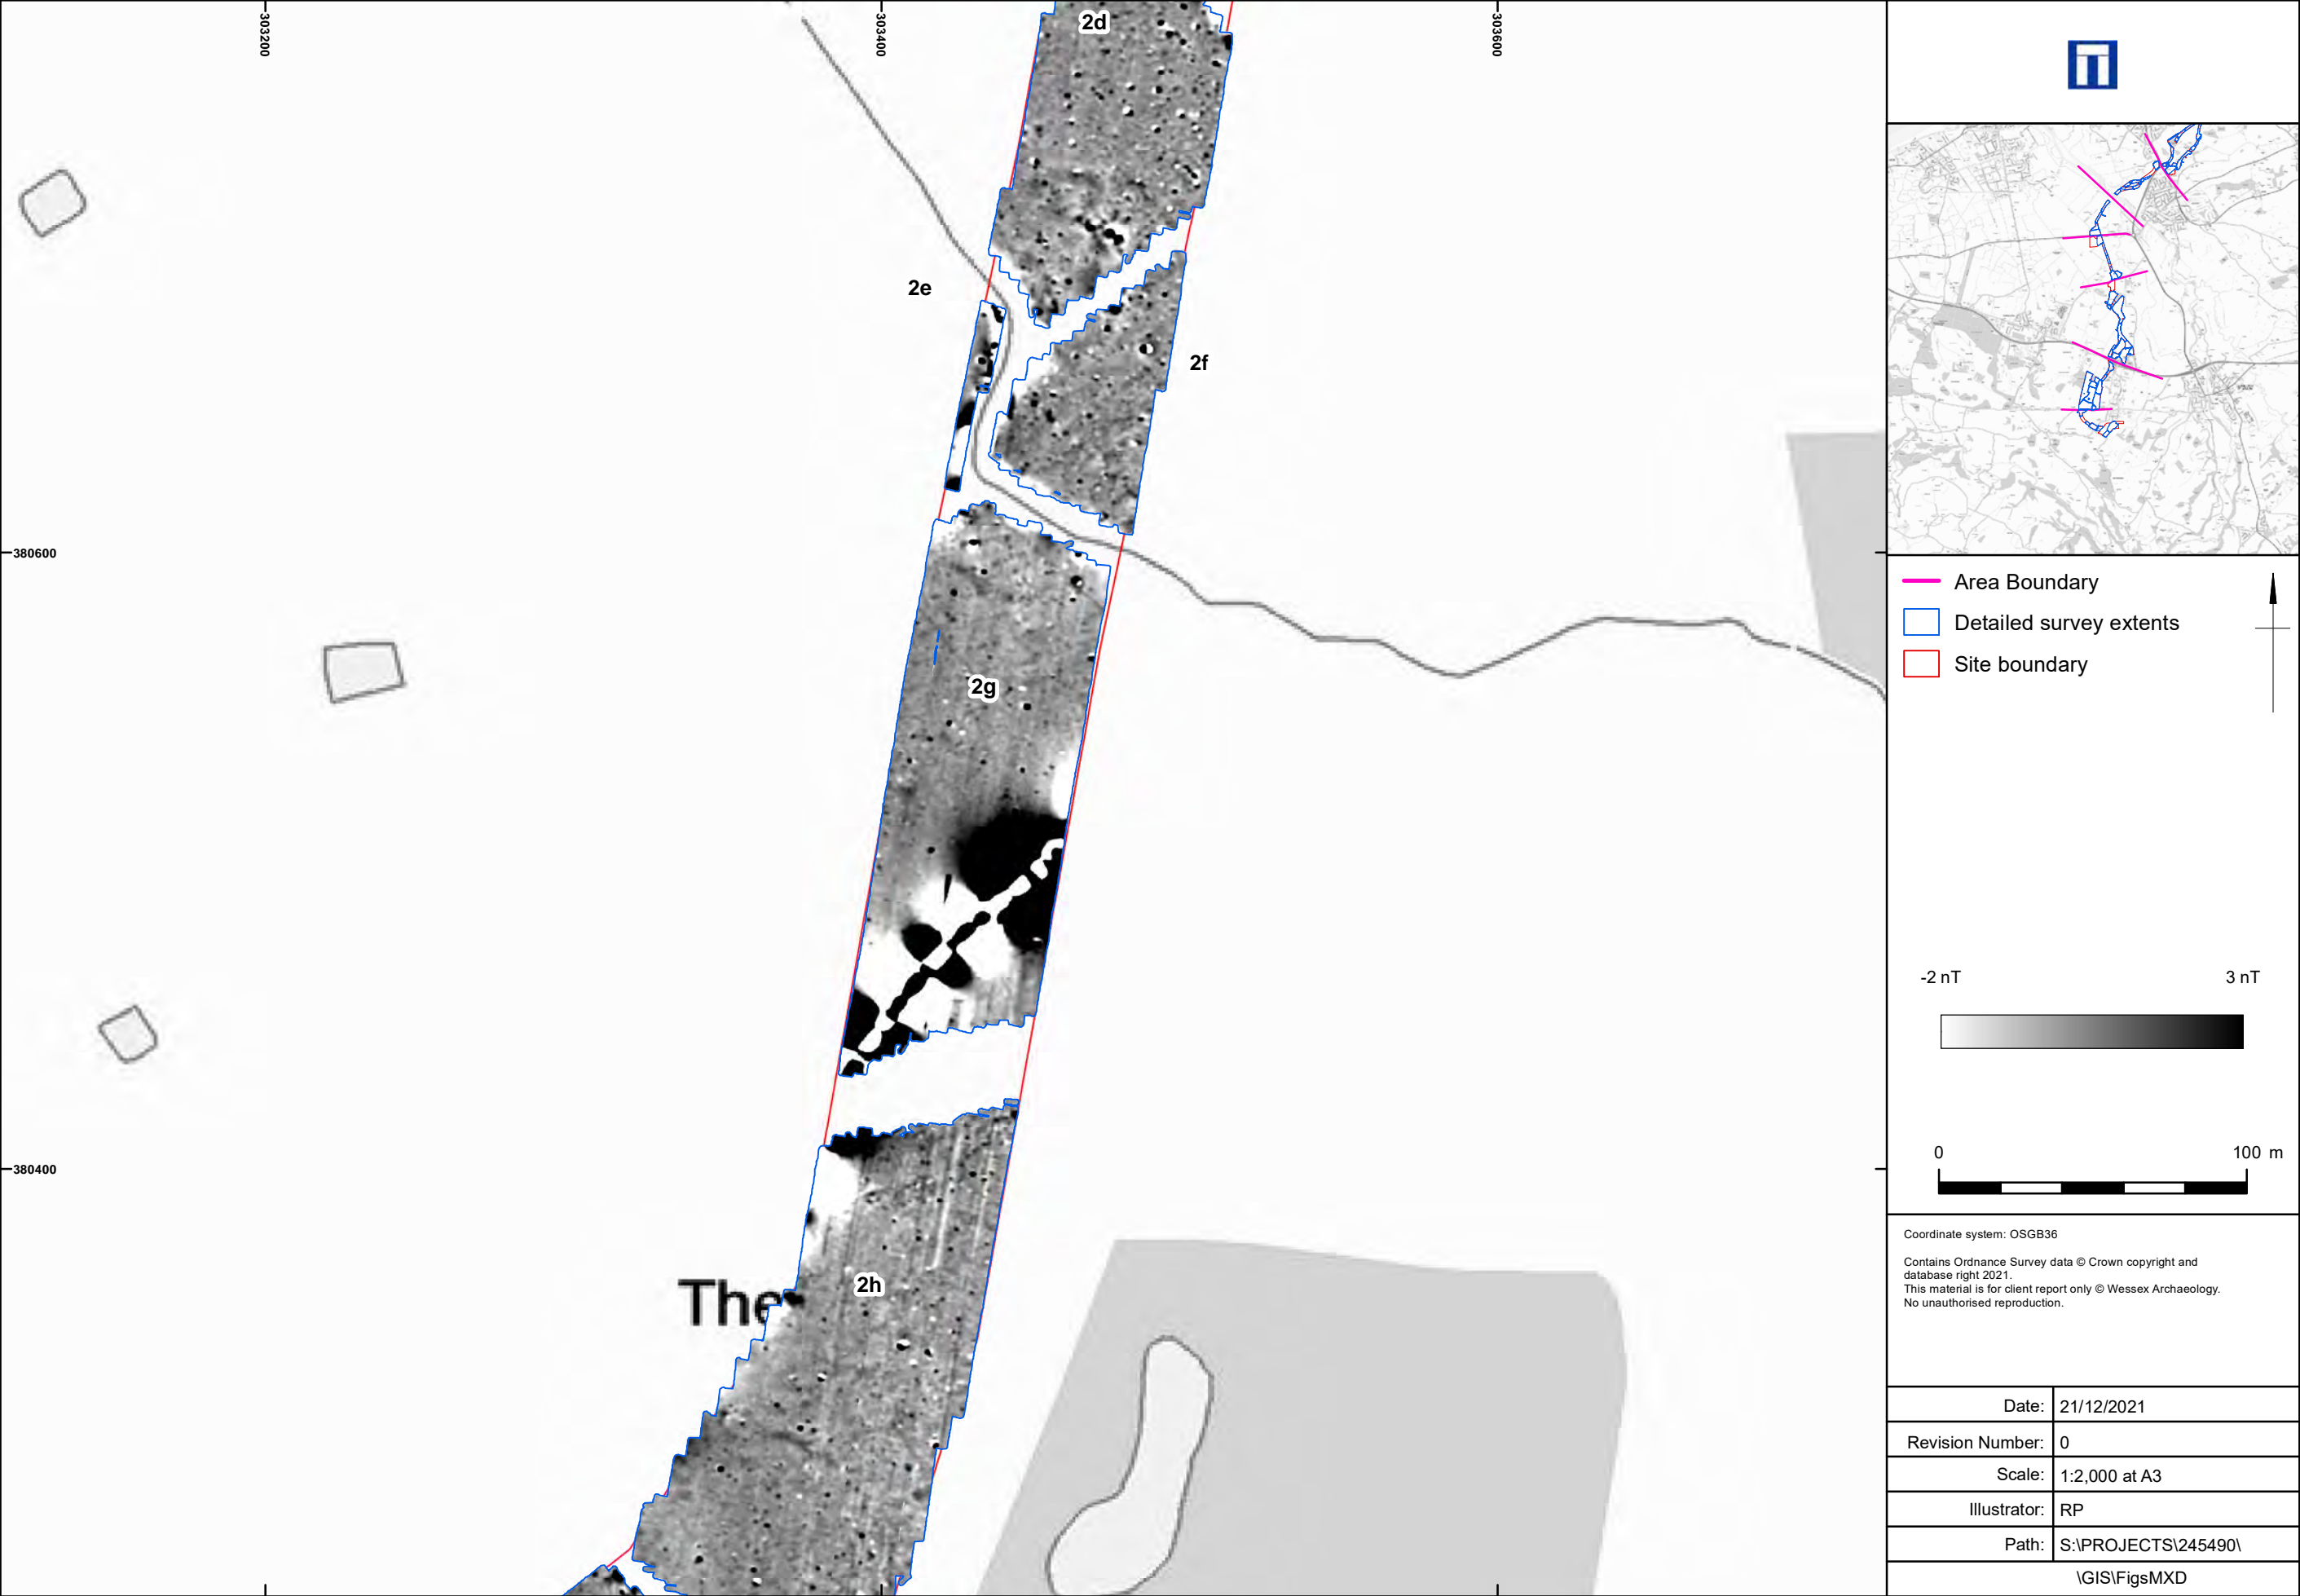 303200
303400
303600
2d
2e
2f
380600
2g
380400
2h
The
Area Boundary
Detailed survey extents
Site boundary
-2 nT 3 nT
0 100 m
Coordinate system: OSGB36
Contains Ordnance Survey data © Crown copyright and
database right 2021.
This material is for client report only © Wessex Archaeology.
No unauthorised reproduction.
Date: 21/12/2021
Revision Number: 0
Scale: 1:2,000 at A3
Illustrator: RP
Path: S:\PROJECTS\245490\
\GIS\FigsMXD